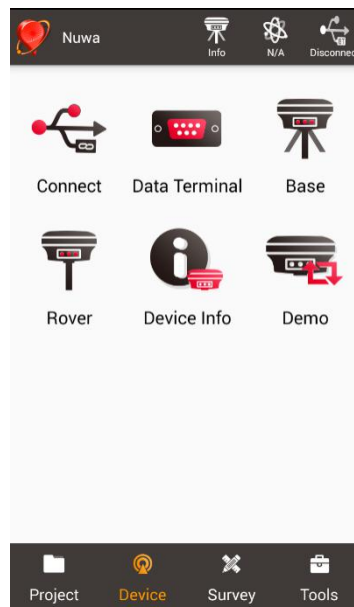 Nuwa
Info
N/A
Disconnec
Connect
Data Terminal
Base
Rover
Device Info
Demo
Project
Device
Survey
Tools